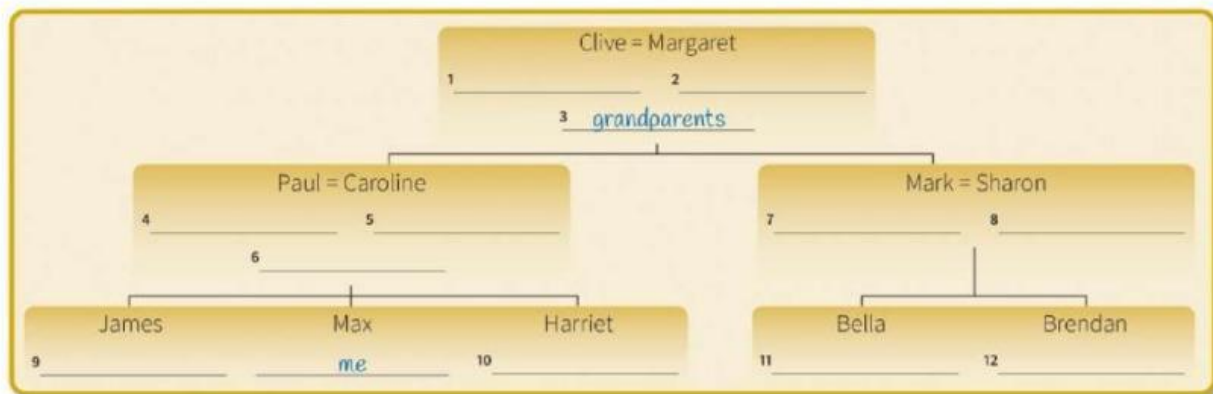 Clive = Margaret
1 2
3 grandparents
Paul = Caroline
4 5
6
Mark = Sharon
7 8
James Max Harriet
9 me 10
Bella Brendan
11 12